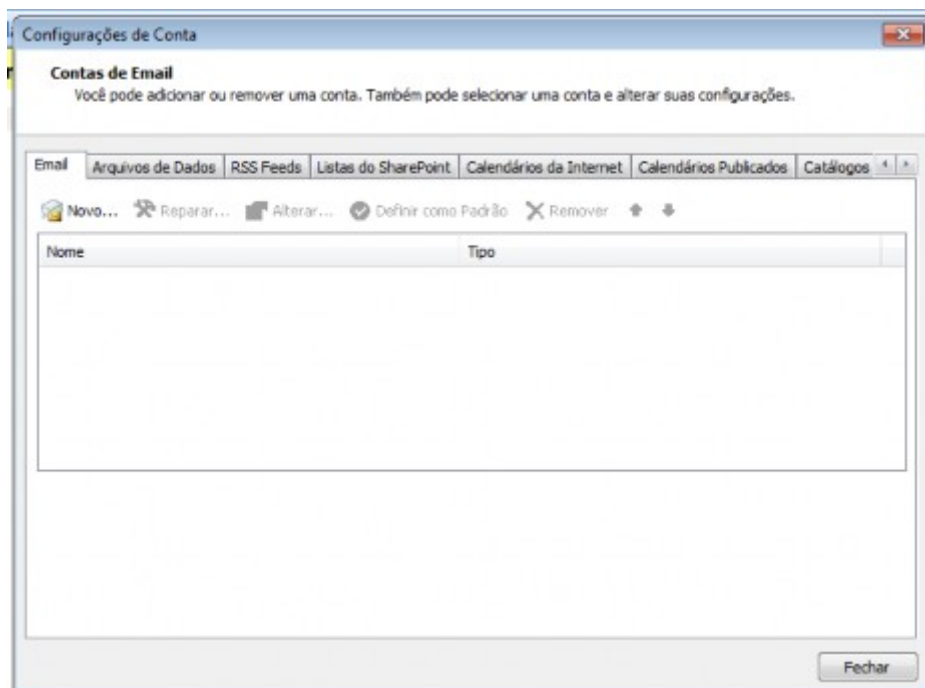 Configurações de Conta
Contas de Email
Você pode adicionar ou remover uma conta. Também pode selecionar uma conta e alterar suas configurações.
Email Arquivos de Dados RSS Feeds Listas do SharePoint Calendários da Internet Calendários Publicados Catálogos
Novo... Reparar... Alterar... Definir como Padrão Remover
Nome Tipo
Fechar